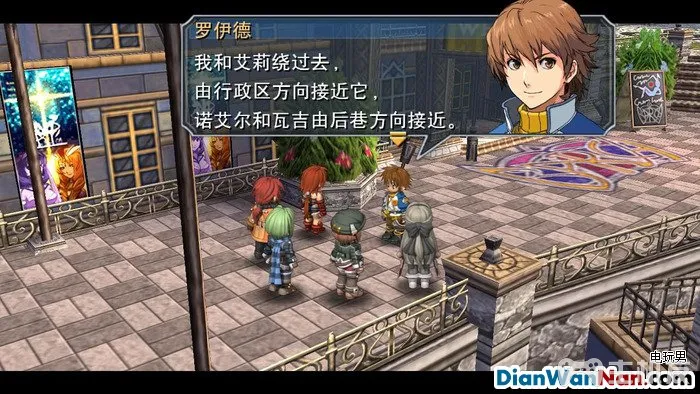 罗伊德
我和艾莉绕过去，
由行政区方向接近它，
诺艾尔和瓦吉由后巷方向接近。
电玩男
DianWanNan.com